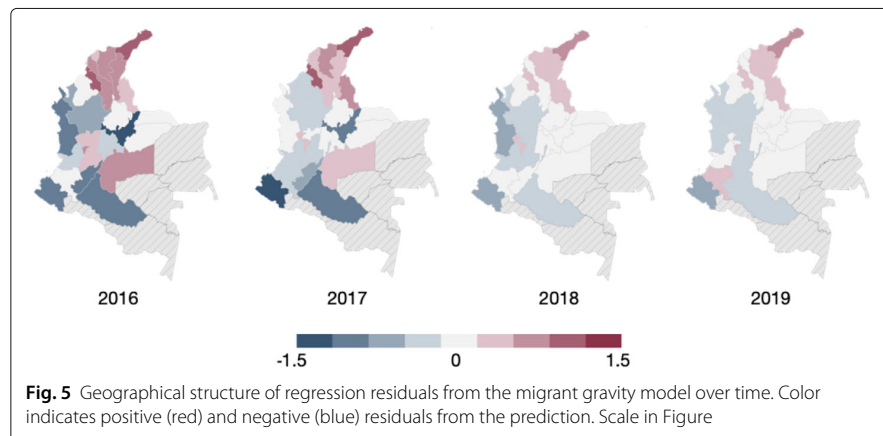 2016 2017 2018 2019
-1.5 0 1.5
Fig. 5 Geographical structure of regression residuals from the migrant gravity model over time. Color
indicates positive (red) and negative (blue) residuals from the prediction. Scale in Figure